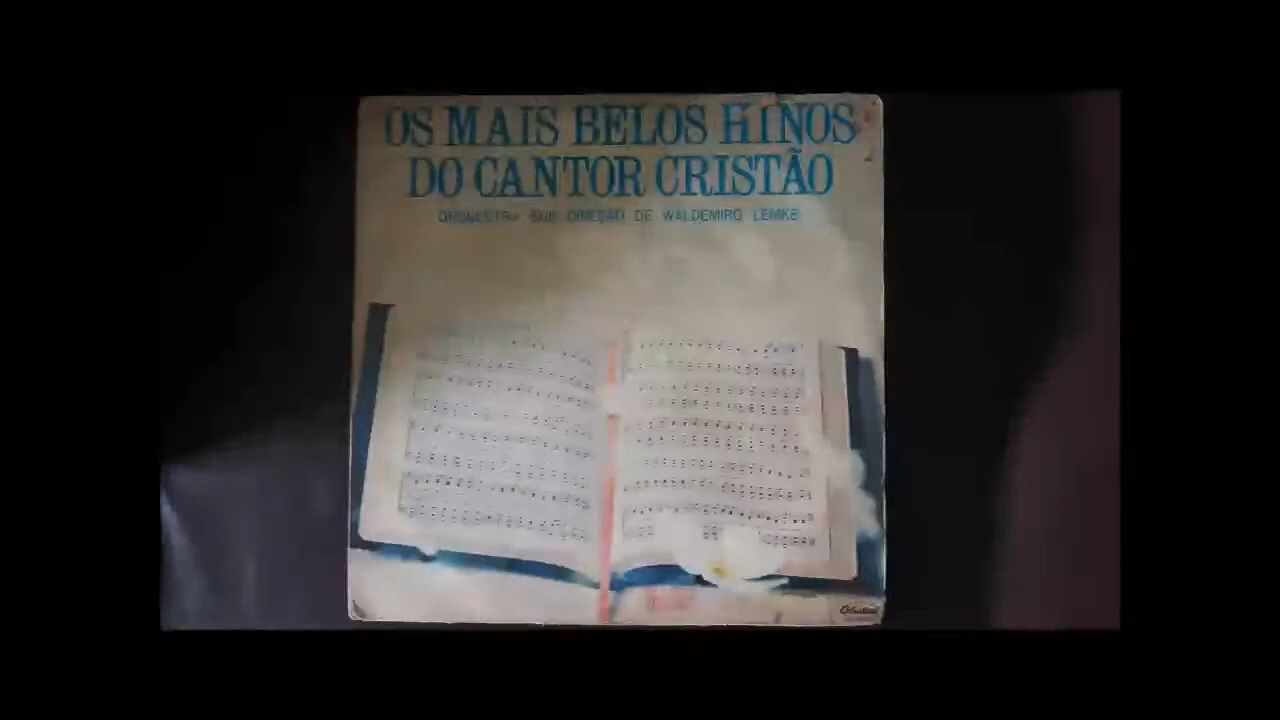 OS MAIS BELOS HINOS
DO CANTOR CRISTÃO
ORQUESTRA SOB DIREÇÃO DE WALDEMIRO LEMKE